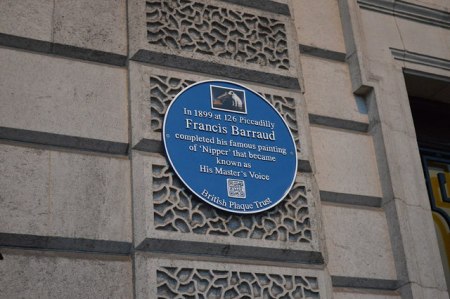 In 1899 at 126 Piccadilly
Francis Barraud
completed his famous painting
of 'Nipper' that became
known as
His Master's Voice
British Plaque Trust